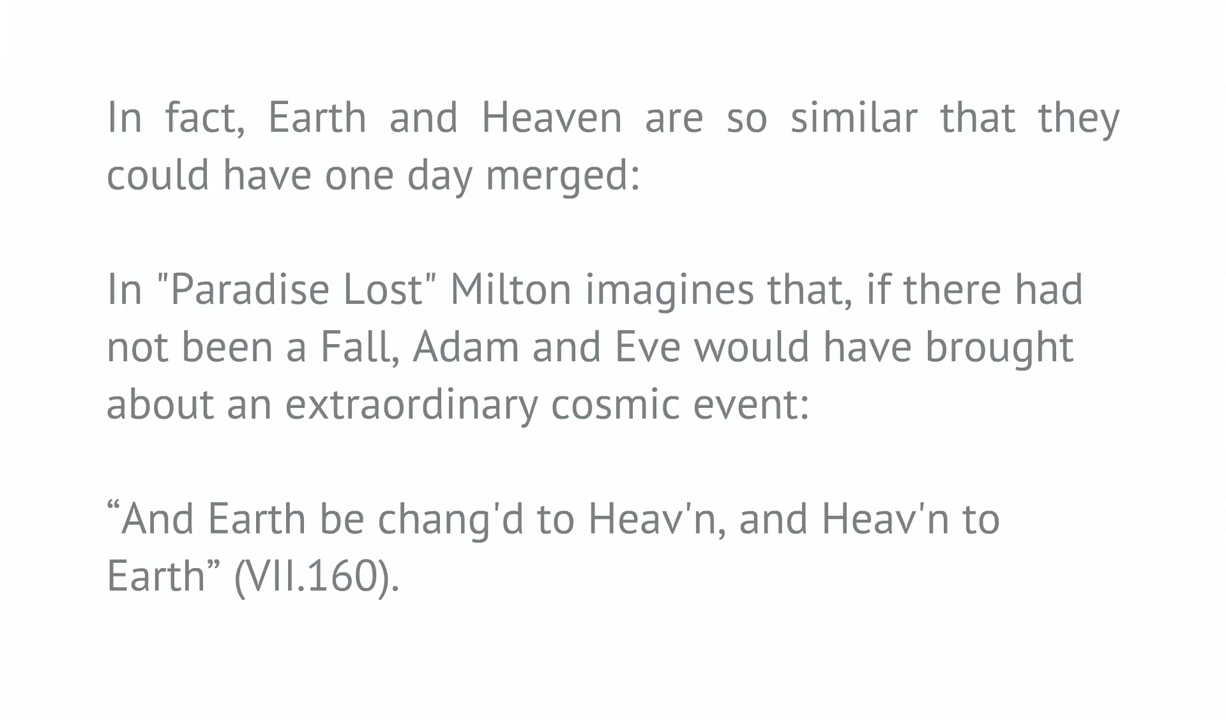 In fact, Earth and Heaven are so similar that they
could have one day merged:
In "Paradise Lost" Milton imagines that, if there had
not been a Fall, Adam and Eve would have brought
about an extraordinary cosmic event:
“And Earth be chang'd to Heav'n, and Heav'n to
Earth” (VII.160).